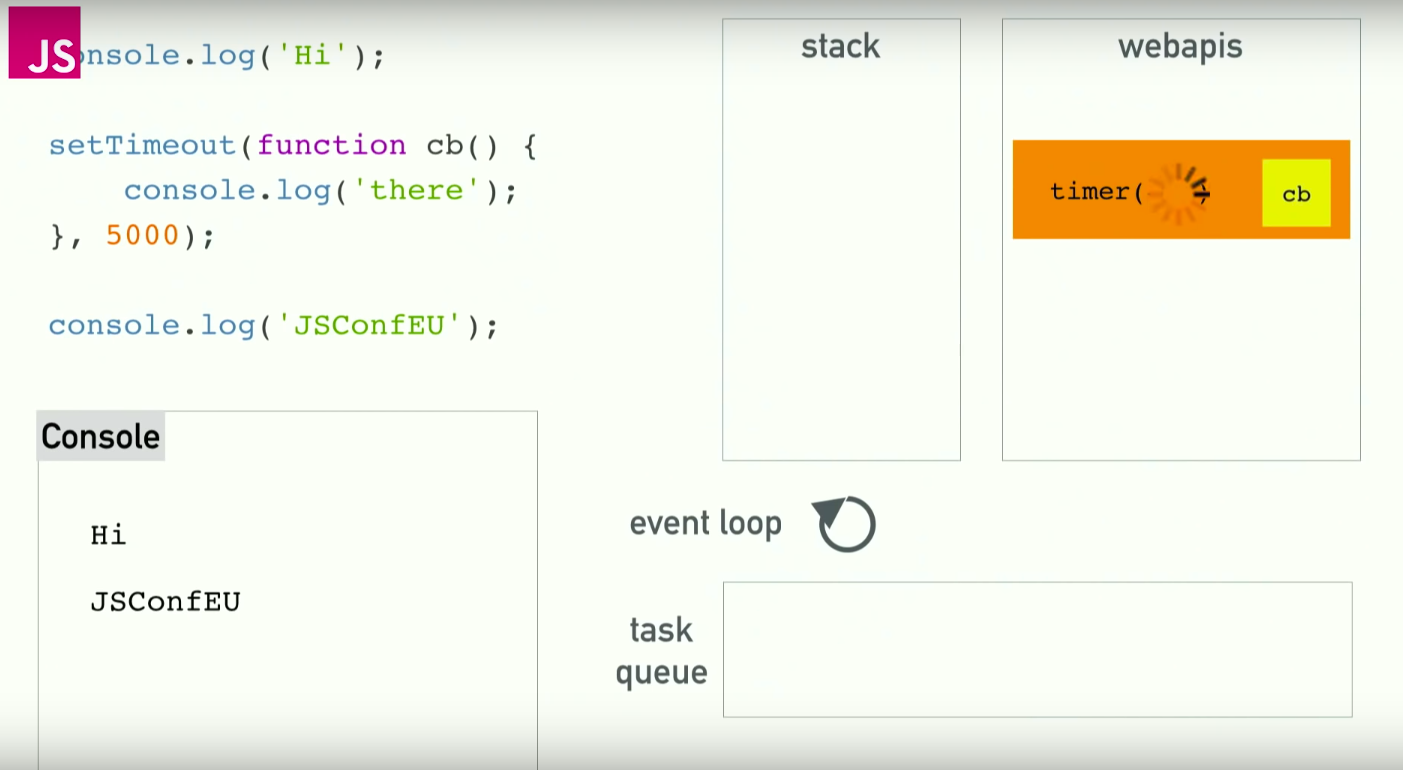 JS
onsole.log('Hi');
setTimeout(function cb() {
console.log('there');
}, 5000);
console.log('JSConfEU');
Console
Hi
JSConfEU
stack
webapis
timer( )
cb
event loop
task
queue